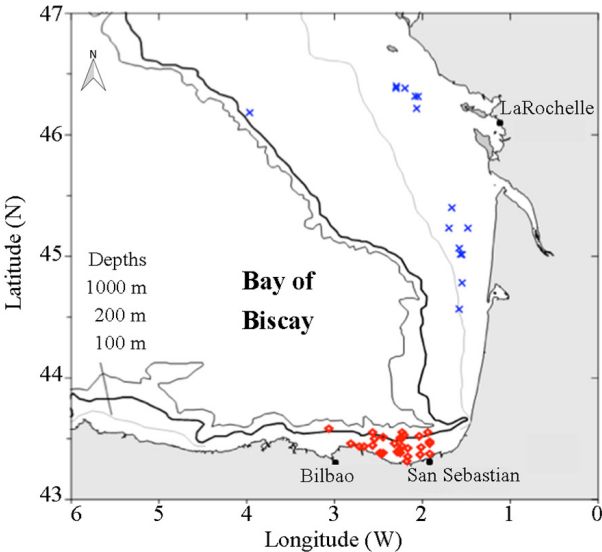 47
N
LaRochelle
46
Latitude (N)
45
Depths
1000 m
200 m
100 m
Bay of
Biscay
44
Bilbao
San Sebastian
43
6
5
4
3
2
1
0
Longitude (W)